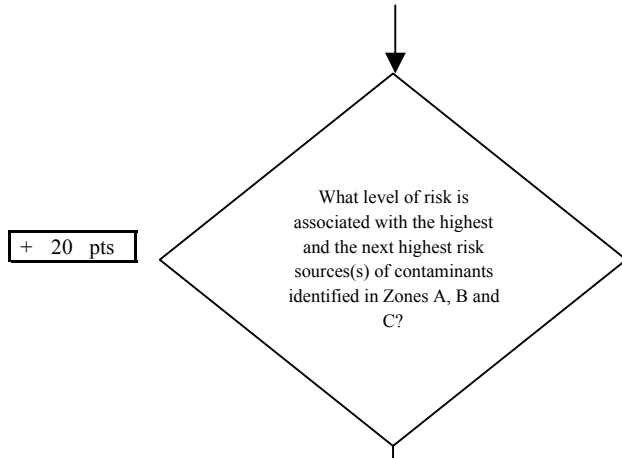 What level of risk is
associated with the highest
+ 20 pts
and the next highest risk
sources(s) of contaminants
identified in Zones A, B and
C?